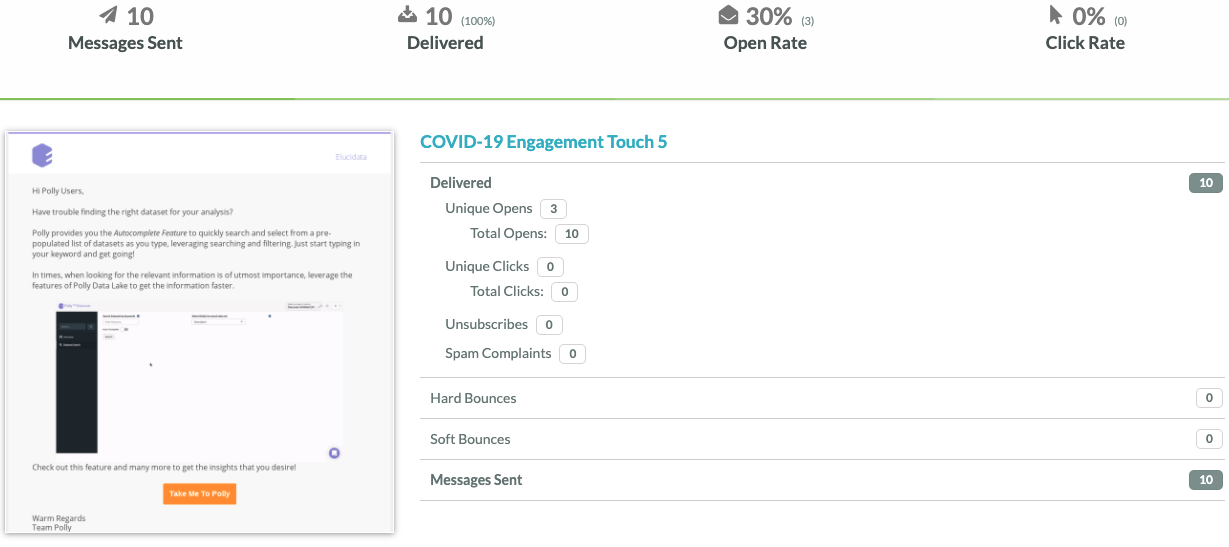 10
Messages Sent
10 (100%)
Delivered
30% (3)
Open Rate
0% (0)
Click Rate
Elucidata
Hi Polly Users,
Have trouble finding the right dataset for your analysis?
Polly provides you the Autocomplete Feature to quickly search and select from a pre-
populated list of datasets as you type, leveraging searching and filtering. Just start typing in
your keyword and get going!
In times, when looking for the relevant information is of utmost importance, leverage the
features of Polly Data Lake to get the information faster.
Check out this feature and many more to get the insights that you desire!
Take Me To Polly
Warm Regards
Team Polly
COVID-19 Engagement Touch 5
Delivered 10
Unique Opens 3
Total Opens: 10
Unique Clicks 0
Total Clicks: 0
Unsubscribes 0
Spam Complaints 0
Hard Bounces 0
Soft Bounces 0
Messages Sent 10